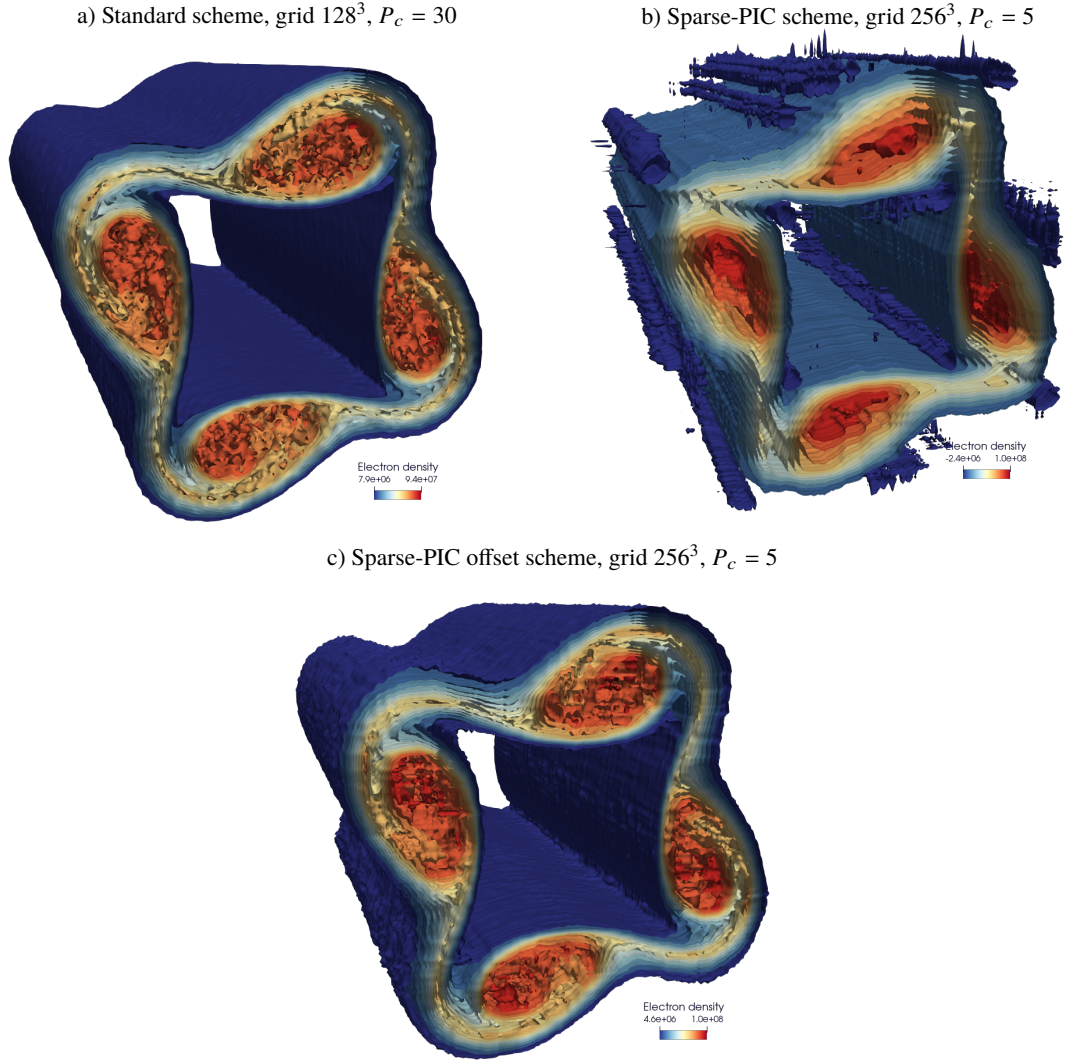 a) Standard scheme, grid 128³, P_c = 30
b) Sparse-PIC scheme, grid 256³, P_c = 5
Electron density
7.9e+06 9.4e+07
Electron density
-2.4e+06 1.0e+08
c) Sparse-PIC offset scheme, grid 256³, P_c = 5
Electron density
4.6e+06 1.0e+08